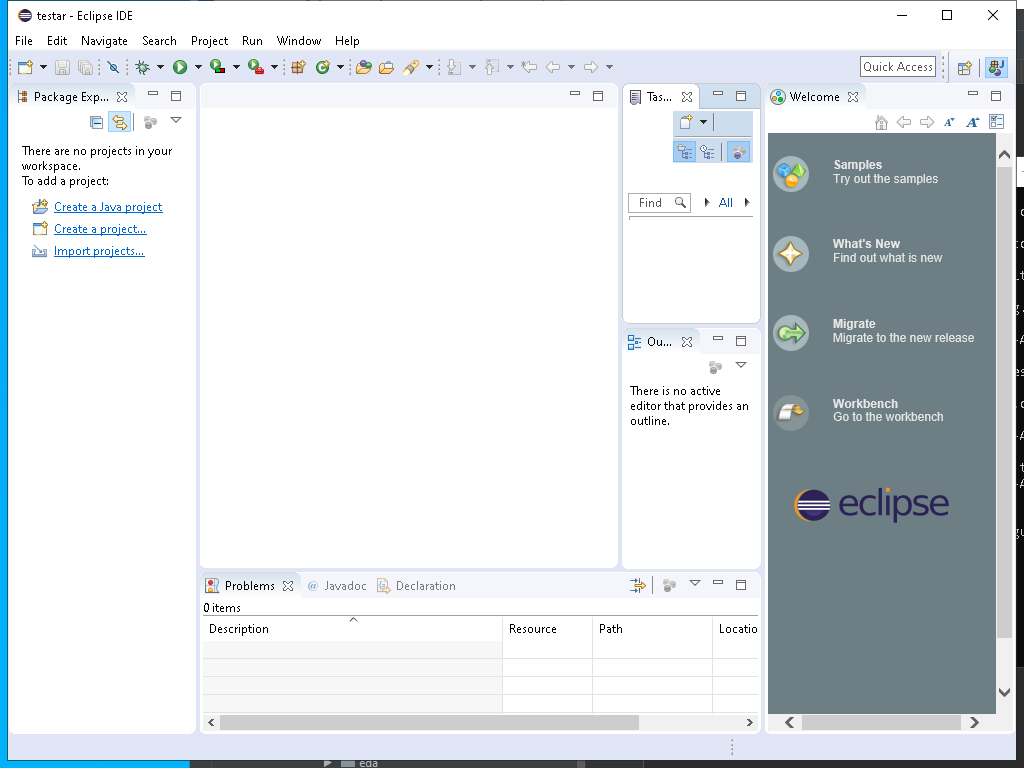 testar - Eclipse IDE
File Edit Navigate Search Project Run Window Help
Quick Access
Package Exp...
There are no projects in your
workspace.
To add a project:
Create a Java project
Create a project...
Import projects...
Tas...
Find
All
Ou...
There is no active
editor that provides an
outline.
Welcome
Samples
Try out the samples
What's New
Find out what is new
Migrate
Migrate to the new release
Workbench
Go to the workbench
eclipse
Problems @ Javadoc Declaration
0 items
Description Resource Path Locatio
eda